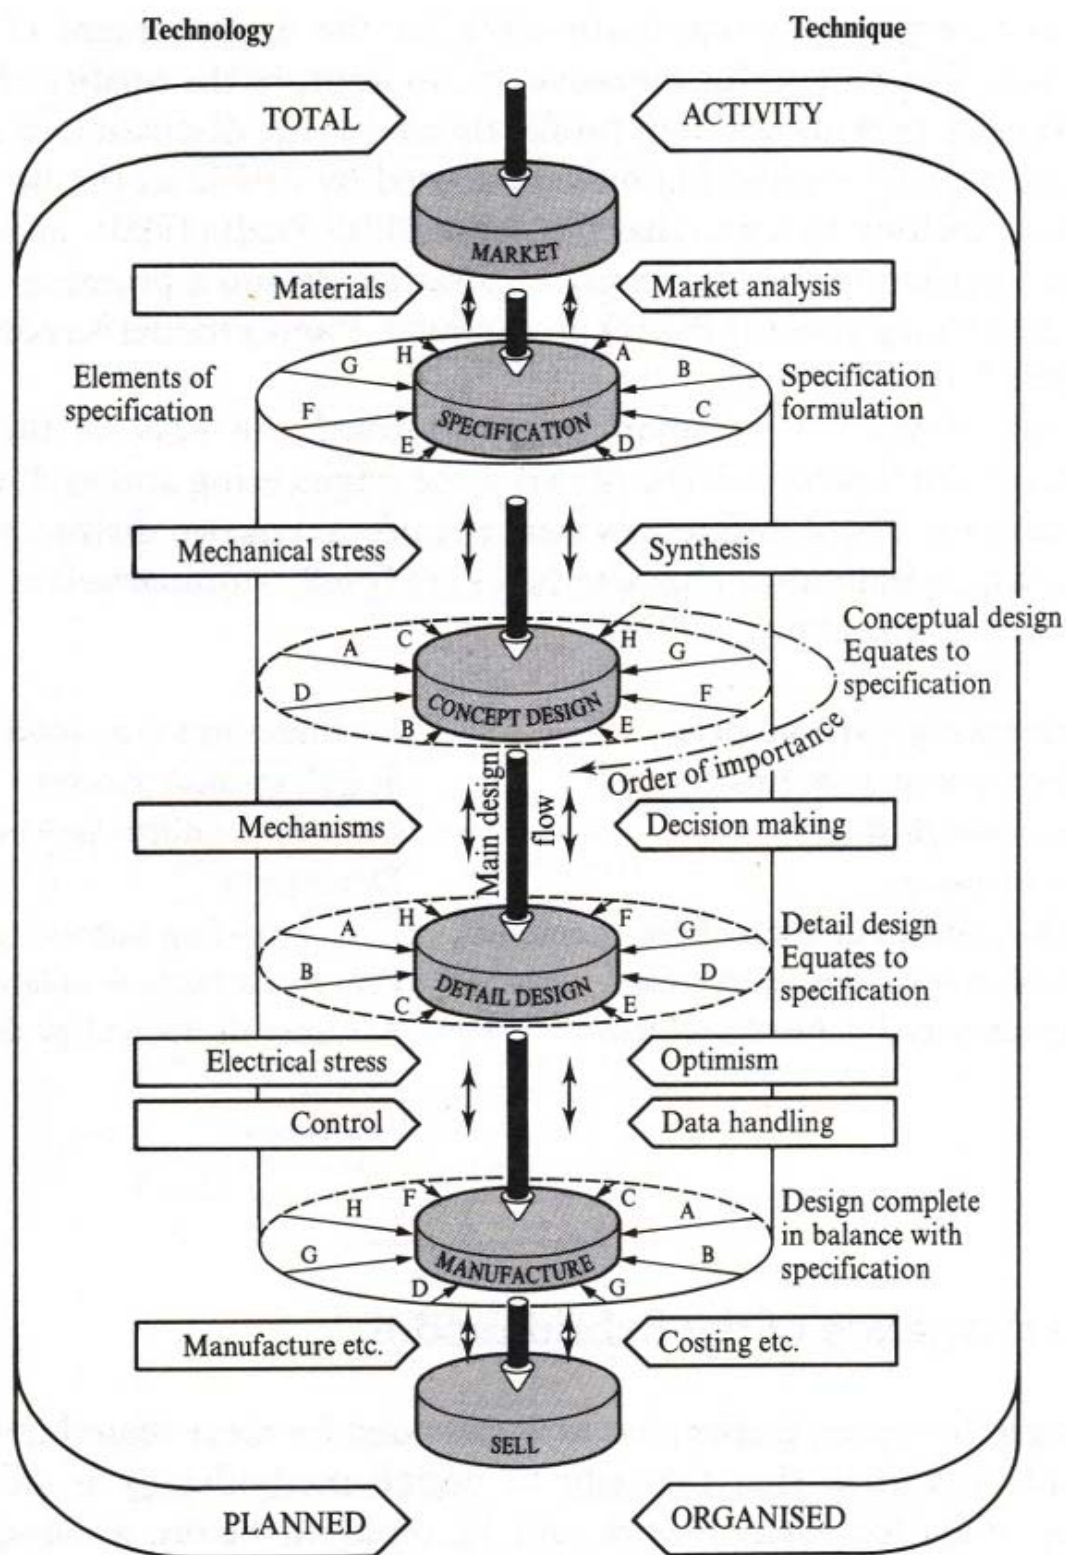 Technology
Technique
TOTAL
ACTIVITY
MARKET
Materials
Market analysis
Elements of
specification
H
A
G
B
F
C
E
D
SPECIFICATION
Specification
formulation
Mechanical stress
Synthesis
Conceptual design
Equates to
specification
C
H
A
G
D
F
B
E
CONCEPT DESIGN
Order of importance
Main design
flow
Mechanisms
Decision making
H
F
A
G
B
D
C
E
DETAIL DESIGN
Detail design
Equates to
specification
Electrical stress
Optimism
Control
Data handling
F
C
H
A
G
B
D
G
MANUFACTURE
Design complete
in balance with
specification
Manufacture etc.
Costing etc.
SELL
PLANNED
ORGANISED